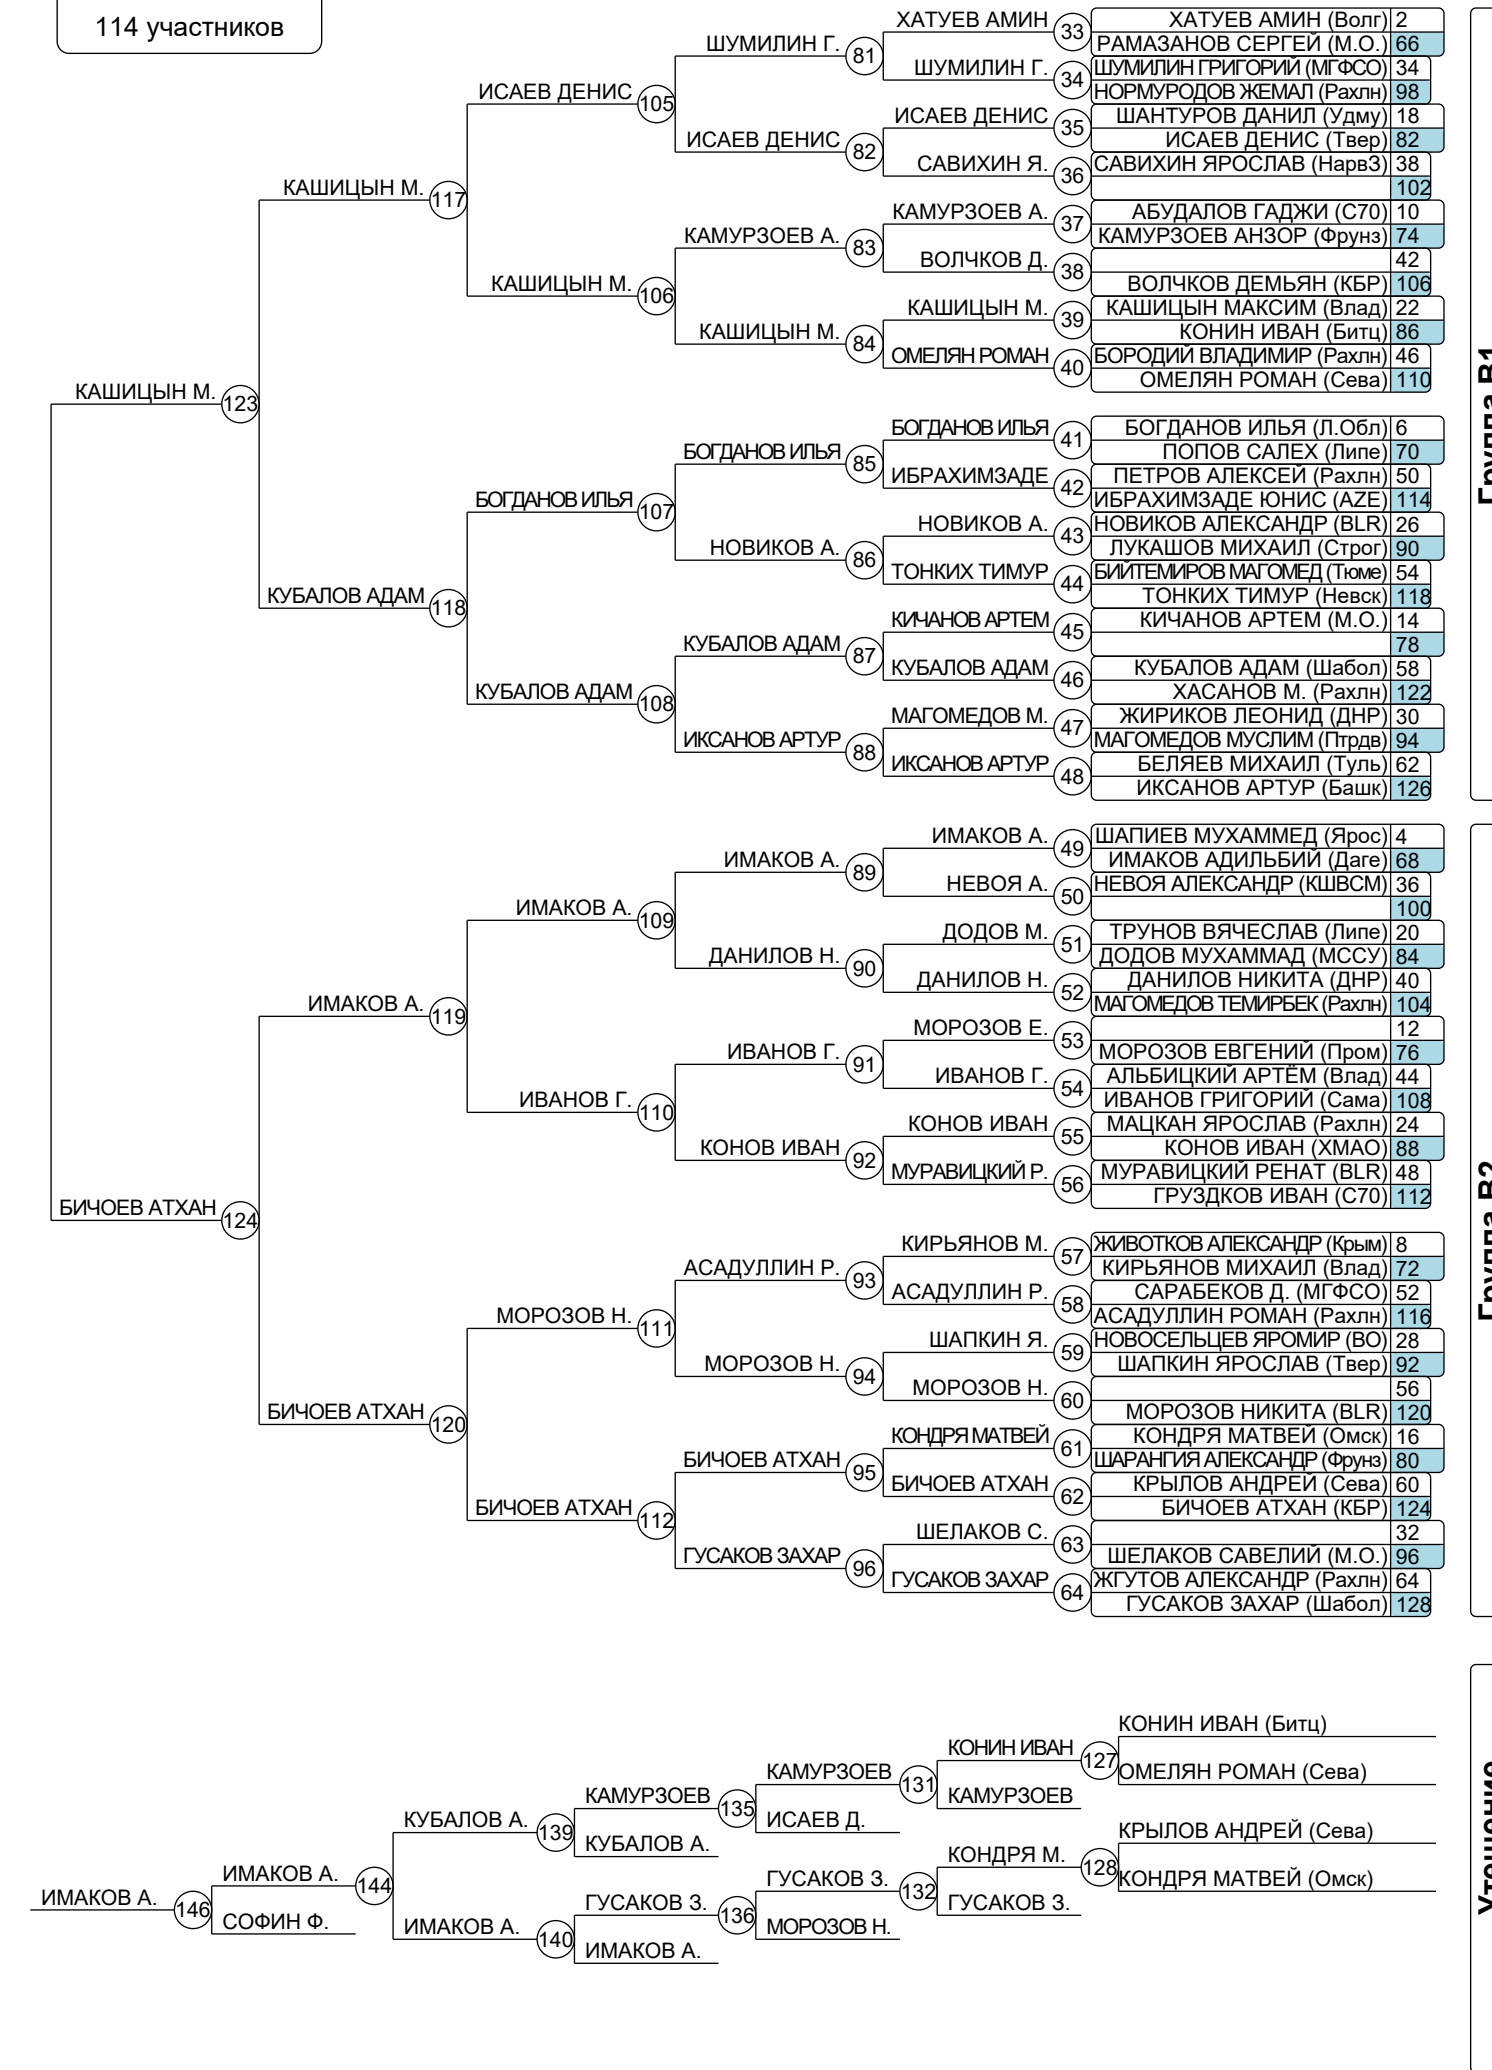 114 участников
ХАТУЕВ АМИН (Волг) 2
РАМАЗАНОВ СЕРГЕЙ (М.О.) 66
ШУМИЛИН ГРИГОРИЙ (МГФСО) 34
НОРМУРОДОВ ЖЕМАЛ (Рахлн) 98
ШАНТУРОВ ДАНИЛ (Удму) 18
ИСАЕВ ДЕНИС (Твер) 82
САВИХИН ЯРОСЛАВ (Нарв3) 38
102
АБУДАЛОВ ГАДЖИ (С70) 10
КАМУРЗОЕВ АНЗОР (Фрунз) 74
42
ВОЛЧКОВ ДЕМЬЯН (КБР) 106
КАШИЦЫН МАКСИМ (Влад) 22
КОНИН ИВАН (Битц) 86
БОРОДИЙ ВЛАДИМИР (Рахлн) 46
ОМЕЛЯН РОМАН (Сева) 110
БОГДАНОВ ИЛЬЯ (Л.Обл) 6
ПОПОВ САЛЕХ (Липе) 70
ПЕТРОВ АЛЕКСЕЙ (Рахлн) 50
ИБРАХИМЗАДЕ ЮНИС (AZE) 114
НОВИКОВ АЛЕКСАНДР (BLR) 26
ЛУКАШОВ МИХАИЛ (Строг) 90
БИЙТЕМИРОВ МАГОМЕД (Тюме) 54
ТОНКИХ ТИМУР (Невск) 118
КИЧАНОВ АРТЕМ (М.О.) 14
78
КУБАЛОВ АДАМ (Шабол) 58
ХАСАНОВ М. (Рахлн) 122
ЖИРИКОВ ЛЕОНИД (ДНР) 30
МАГОМЕДОВ МУСЛИМ (Птрдв) 94
БЕЛЯЕВ МИХАИЛ (Туль) 62
ИКСАНОВ АРТУР (Башк) 126
ШАПИЕВ МУХАММЕД (Ярос) 4
ИМАКОВ АДИЛЬБИЙ (Даге) 68
НЕВОЯ АЛЕКСАНДР (КШВСМ) 36
100
ТРУНОВ ВЯЧЕСЛАВ (Липе) 20
ДОДОВ МУХАММАД (МССУ) 84
ДАНИЛОВ НИКИТА (ДНР) 40
МАГОМЕДОВ ТЕМИРБЕК (Рахлн) 104
12
МОРОЗОВ ЕВГЕНИЙ (Пром) 76
АЛЬБИЦКИЙ АРТЁМ (Влад) 44
ИВАНОВ ГРИГОРИЙ (Сама) 108
МАЦКАН ЯРОСЛАВ (Рахлн) 24
КОНОВ ИВАН (ХМАО) 88
МУРАВИЦКИЙ РЕНАТ (BLR) 48
ГРУЗДКОВ ИВАН (С70) 112
ЖИВОТКОВ АЛЕКСАНДР (Крым) 8
КИРЬЯНОВ МИХАИЛ (Влад) 72
САРАБЕКОВ Д. (МГФСО) 52
АСАДУЛЛИН РОМАН (Рахлн) 116
НОВОСЕЛЬЦЕВ ЯРОМИР (ВО) 28
ШАПКИН ЯРОСЛАВ (Твер) 92
56
МОРОЗОВ НИКИТА (BLR) 120
КОНДРЯ МАТВЕЙ (Омск) 16
ШАРАНГИЯ АЛЕКСАНДР (Фрунз) 80
КРЫЛОВ АНДРЕЙ (Сева) 60
БИЧОЕВ АТХАН (КБР) 124
32
ШЕЛАКОВ САВЕЛИЙ (М.О.) 96
ЖГУТОВ АЛЕКСАНДР (Рахлн) 64
ГУСАКОВ ЗАХАР (Шабол) 128
ХАТУЕВ АМИН 33
ШУМИЛИН Г. 34
ИСАЕВ ДЕНИС 35
САВИХИН Я. 36
КАМУРЗОЕВ А. 37
ВОЛЧКОВ Д. 38
КАШИЦЫН М. 39
ОМЕЛЯН РОМАН 40
БОГДАНОВ ИЛЬЯ 41
ИБРАХИМЗАДЕ 42
НОВИКОВ А. 43
ТОНКИХ ТИМУР 44
КИЧАНОВ АРТЕМ 45
КУБАЛОВ АДАМ 46
МАГОМЕДОВ М. 47
ИКСАНОВ АРТУР 48
ИМАКОВ А. 49
НЕВОЯ А. 50
ДОДОВ М. 51
ДАНИЛОВ Н. 52
МОРОЗОВ Е. 53
ИВАНОВ Г. 54
КОНОВ ИВАН 55
МУРАВИЦКИЙ Р. 56
КИРЬЯНОВ М. 57
АСАДУЛЛИН Р. 58
ШАПКИН Я. 59
МОРОЗОВ Н. 60
КОНДРЯ МАТВЕЙ 61
БИЧОЕВ АТХАН 62
ШЕЛАКОВ С. 63
ГУСАКОВ ЗАХАР 64
ШУМИЛИН Г. 81
ИСАЕВ ДЕНИС 82
КАМУРЗОЕВ А. 83
КАШИЦЫН М. 84
БОГДАНОВ ИЛЬЯ 85
НОВИКОВ А. 86
КУБАЛОВ АДАМ 87
ИКСАНОВ АРТУР 88
ИМАКОВ А. 89
ДАНИЛОВ Н. 90
ИВАНОВ Г. 91
КОНОВ ИВАН 92
АСАДУЛЛИН Р. 93
МОРОЗОВ Н. 94
БИЧОЕВ АТХАН 95
ГУСАКОВ ЗАХАР 96
ИСАЕВ ДЕНИС 105
КАШИЦЫН М. 106
БОГДАНОВ ИЛЬЯ 107
КУБАЛОВ АДАМ 108
ИМАКОВ А. 109
ИВАНОВ Г. 110
МОРОЗОВ Н. 111
БИЧОЕВ АТХАН 112
КАШИЦЫН М. 117
КУБАЛОВ АДАМ 118
ИМАКОВ А. 119
БИЧОЕВ АТХАН 120
КАШИЦЫН М. 123
БИЧОЕВ АТХАН 124
Группа В1
Группа В2
Утешение
КОНИН ИВАН (Битц)
ОМЕЛЯН РОМАН (Сева)
КРЫЛОВ АНДРЕЙ (Сева)
КОНДРЯ МАТВЕЙ (Омск)
КОНИН ИВАН 127
КАМУРЗОЕВ
КОНДРЯ М. 128
ГУСАКОВ З.
КАМУРЗОЕВ 131
ИСАЕВ Д.
ГУСАКОВ З. 132
МОРОЗОВ Н.
КАМУРЗОЕВ 135
КУБАЛОВ А.
ГУСАКОВ З. 136
ИМАКОВ А.
КУБАЛОВ А. 139
ИМАКОВ А. 140
ИМАКОВ А. 144
СОФИН Ф.
ИМАКОВ А. 146